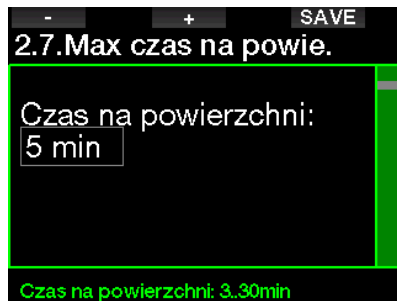 - + SAVE
2.7.Max czas na powie.
Czas na powierzchni:
5 min
Czas na powierzchni: 3..30min